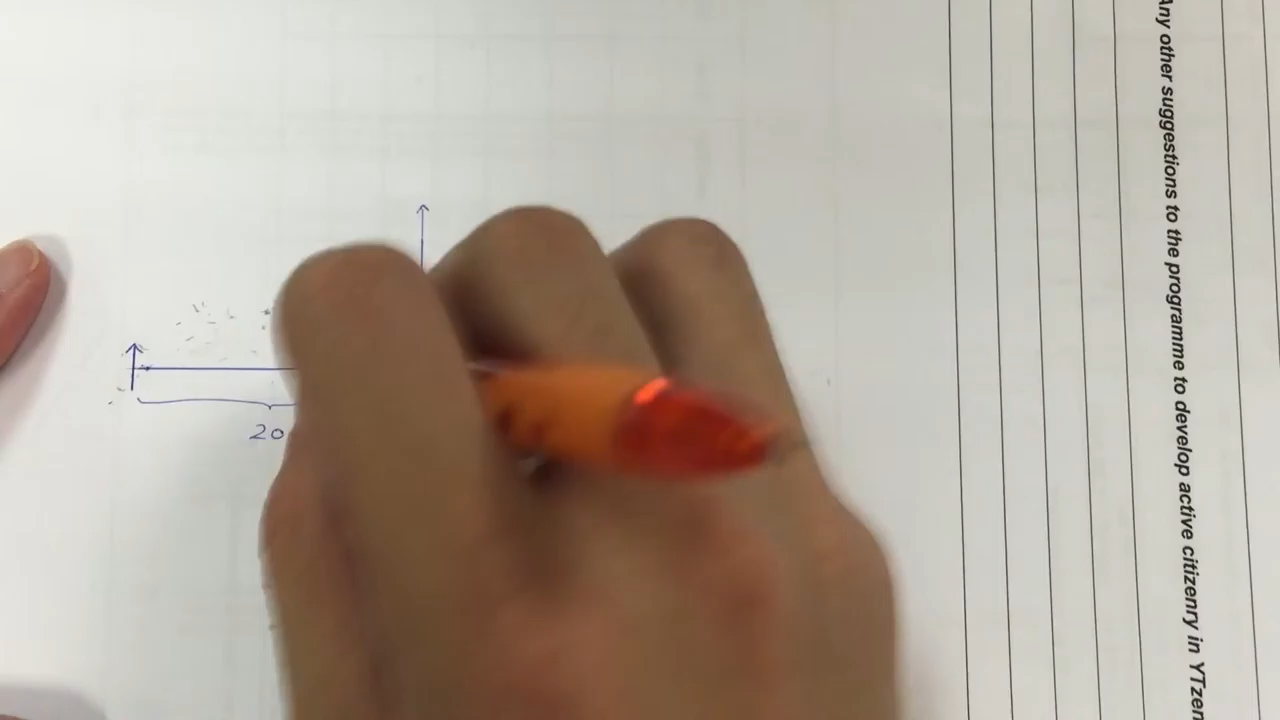 20
Any other suggestions to the programme to develop active citizenry in YTzen